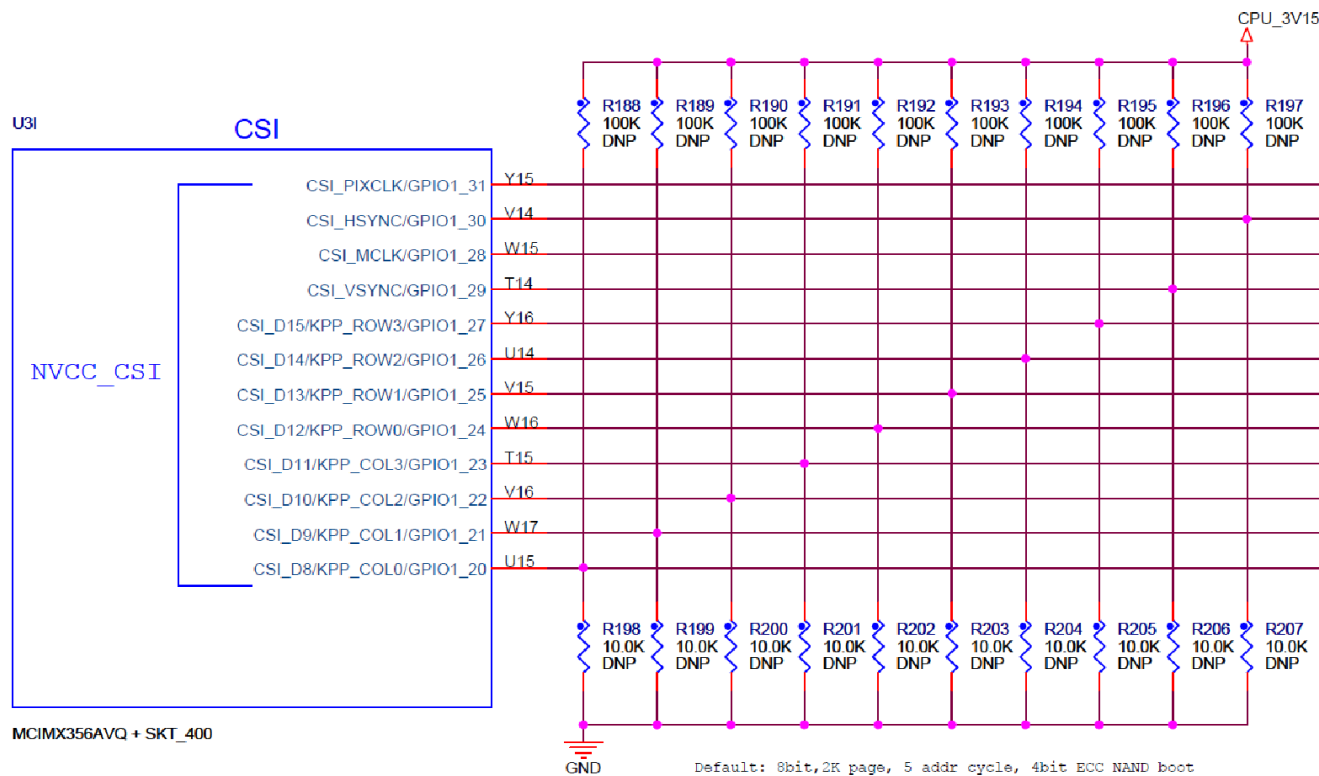 CPU_3V15
R188 R189 R190 R191 R192 R193 R194 R195 R196 R197
100K 100K 100K 100K 100K 100K 100K 100K 100K 100K
DNP DNP DNP DNP DNP DNP DNP DNP DNP DNP
U3I
CSI
CSI_PIXCLK/GPIO1_31 Y15
CSI_HSYNC/GPIO1_30 V14
CSI_MCLK/GPIO1_28 W15
CSI_VSYNC/GPIO1_29 T14
CSI_D15/KPP_ROW3/GPIO1_27 Y16
CSI_D14/KPP_ROW2/GPIO1_26 U14
NVCC_CSI
CSI_D13/KPP_ROW1/GPIO1_25 V15
CSI_D12/KPP_ROW0/GPIO1_24 W16
CSI_D11/KPP_COL3/GPIO1_23 T15
CSI_D10/KPP_COL2/GPIO1_22 V16
CSI_D9/KPP_COL1/GPIO1_21 W17
CSI_D8/KPP_COL0/GPIO1_20 U15
R198 R199 R200 R201 R202 R203 R204 R205 R206 R207
10.0K 10.0K 10.0K 10.0K 10.0K 10.0K 10.0K 10.0K 10.0K 10.0K
DNP DNP DNP DNP DNP DNP DNP DNP DNP DNP
MCIMX356AVQ + SKT_400
GND
Default: 8bit,2K page, 5 addr cycle, 4bit ECC NAND boot